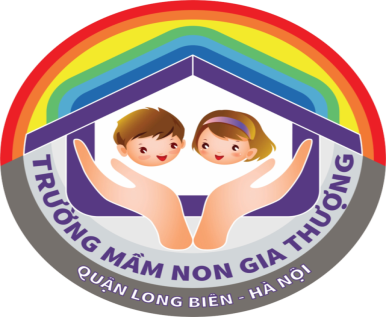 TRƯỜNG MẦM NON GIA THƯỢNG
QUẬN LONG BIÊN - HÀ NỘI